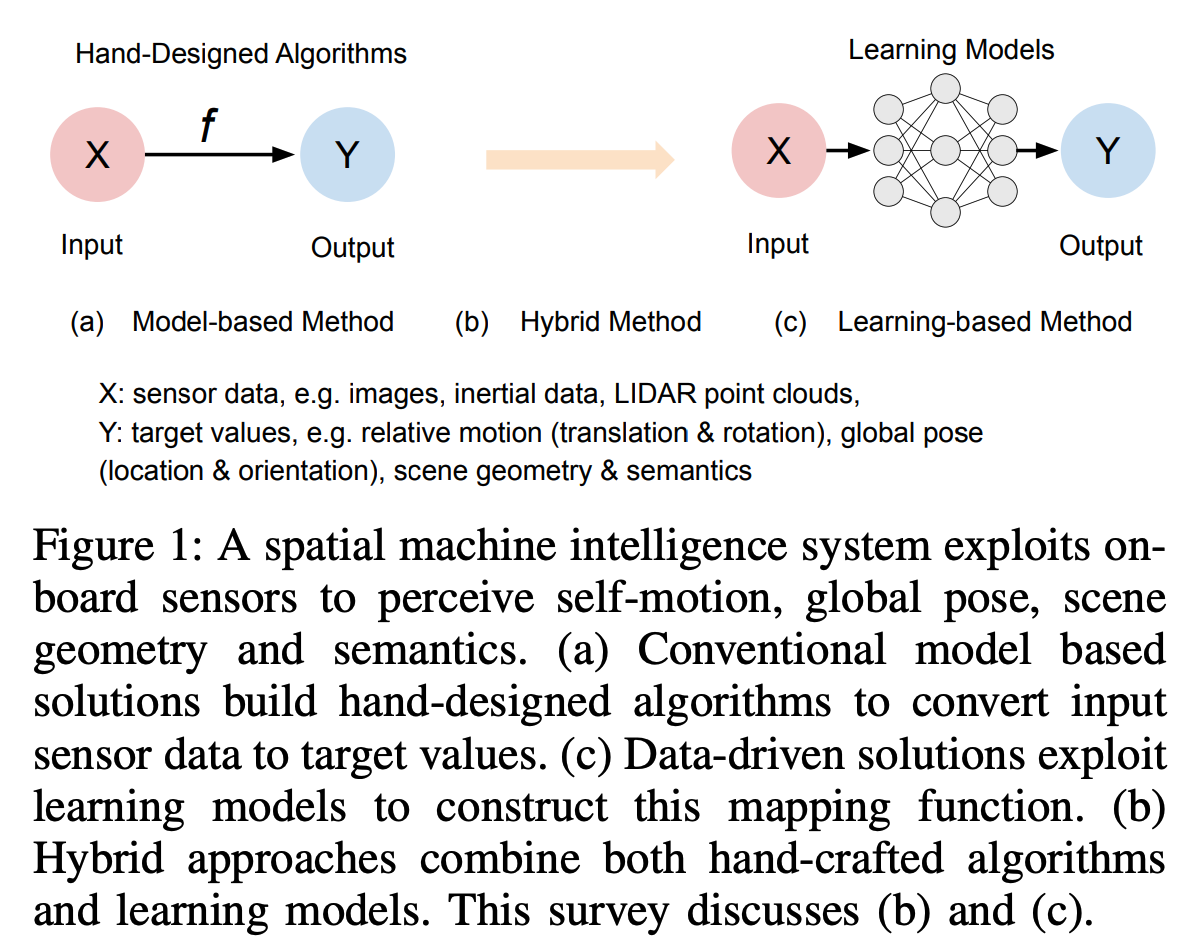 Hand-Designed Algorithms
Learning Models
X
f
Y
X
Y
Input
Output
Input
Output
(a) Model-based Method
(b) Hybrid Method
(c) Learning-based Method
X: sensor data, e.g. images, inertial data, LIDAR point clouds,
Y: target values, e.g. relative motion (translation & rotation), global pose
(location & orientation), scene geometry & semantics
Figure 1: A spatial machine intelligence system exploits on-
board sensors to perceive self-motion, global pose, scene
geometry and semantics. (a) Conventional model based
solutions build hand-designed algorithms to convert input
sensor data to target values. (c) Data-driven solutions exploit
learning models to construct this mapping function. (b)
Hybrid approaches combine both hand-crafted algorithms
and learning models. This survey discusses (b) and (c).